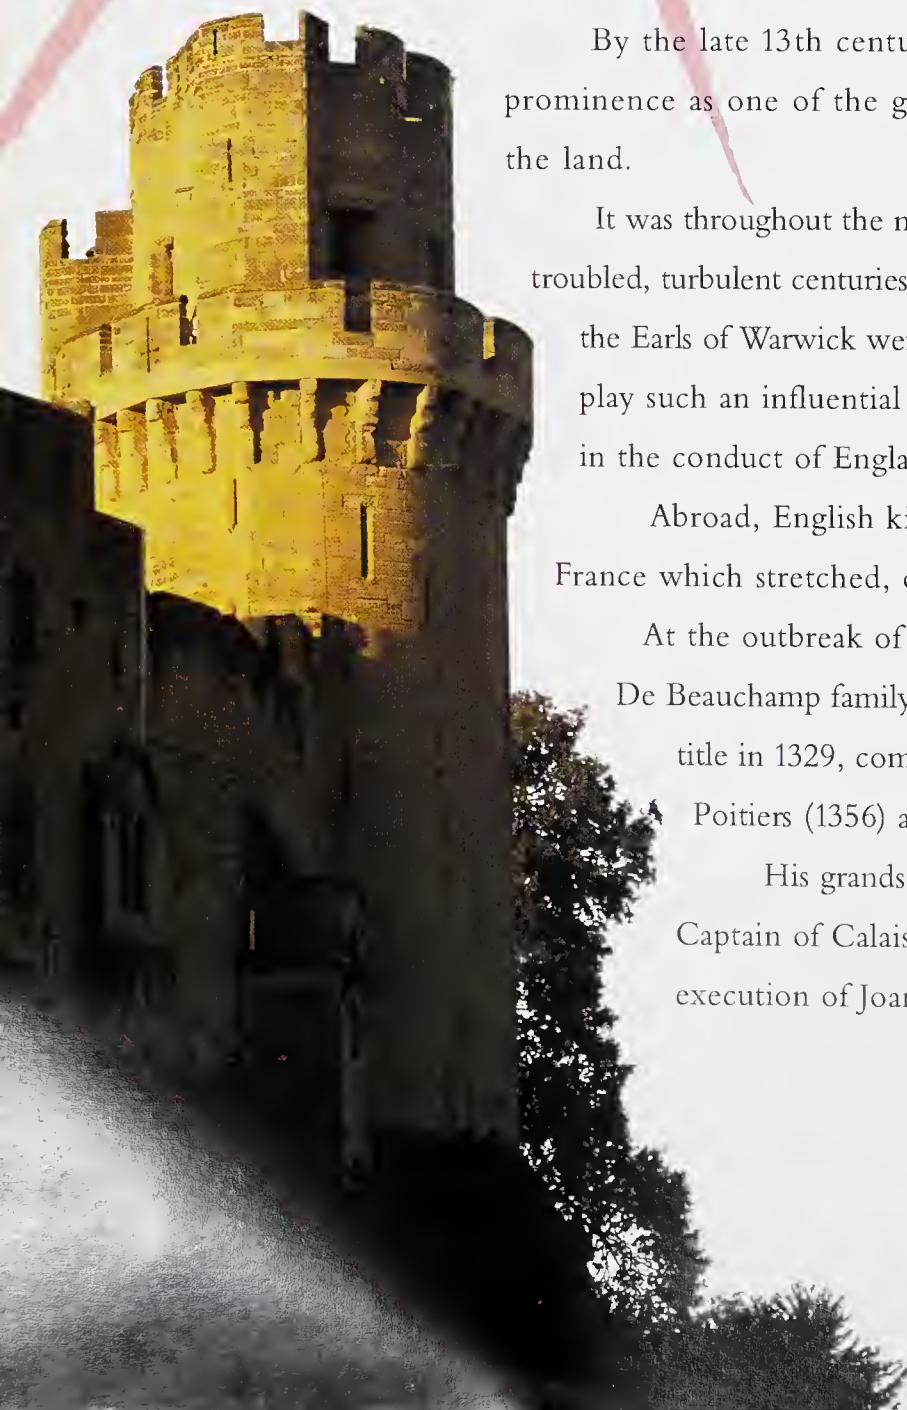 By the late 13th centu
prominence as one of the g
the land.
It was throughout the n
troubled, turbulent centuries
the Earls of Warwick we
play such an influential
in the conduct of Engla
Abroad, English ki
France which stretched,
At the outbreak of
De Beauchamp family
title in 1329, com
Poitiers (1356) a
His grands
Captain of Calais
execution of Joan